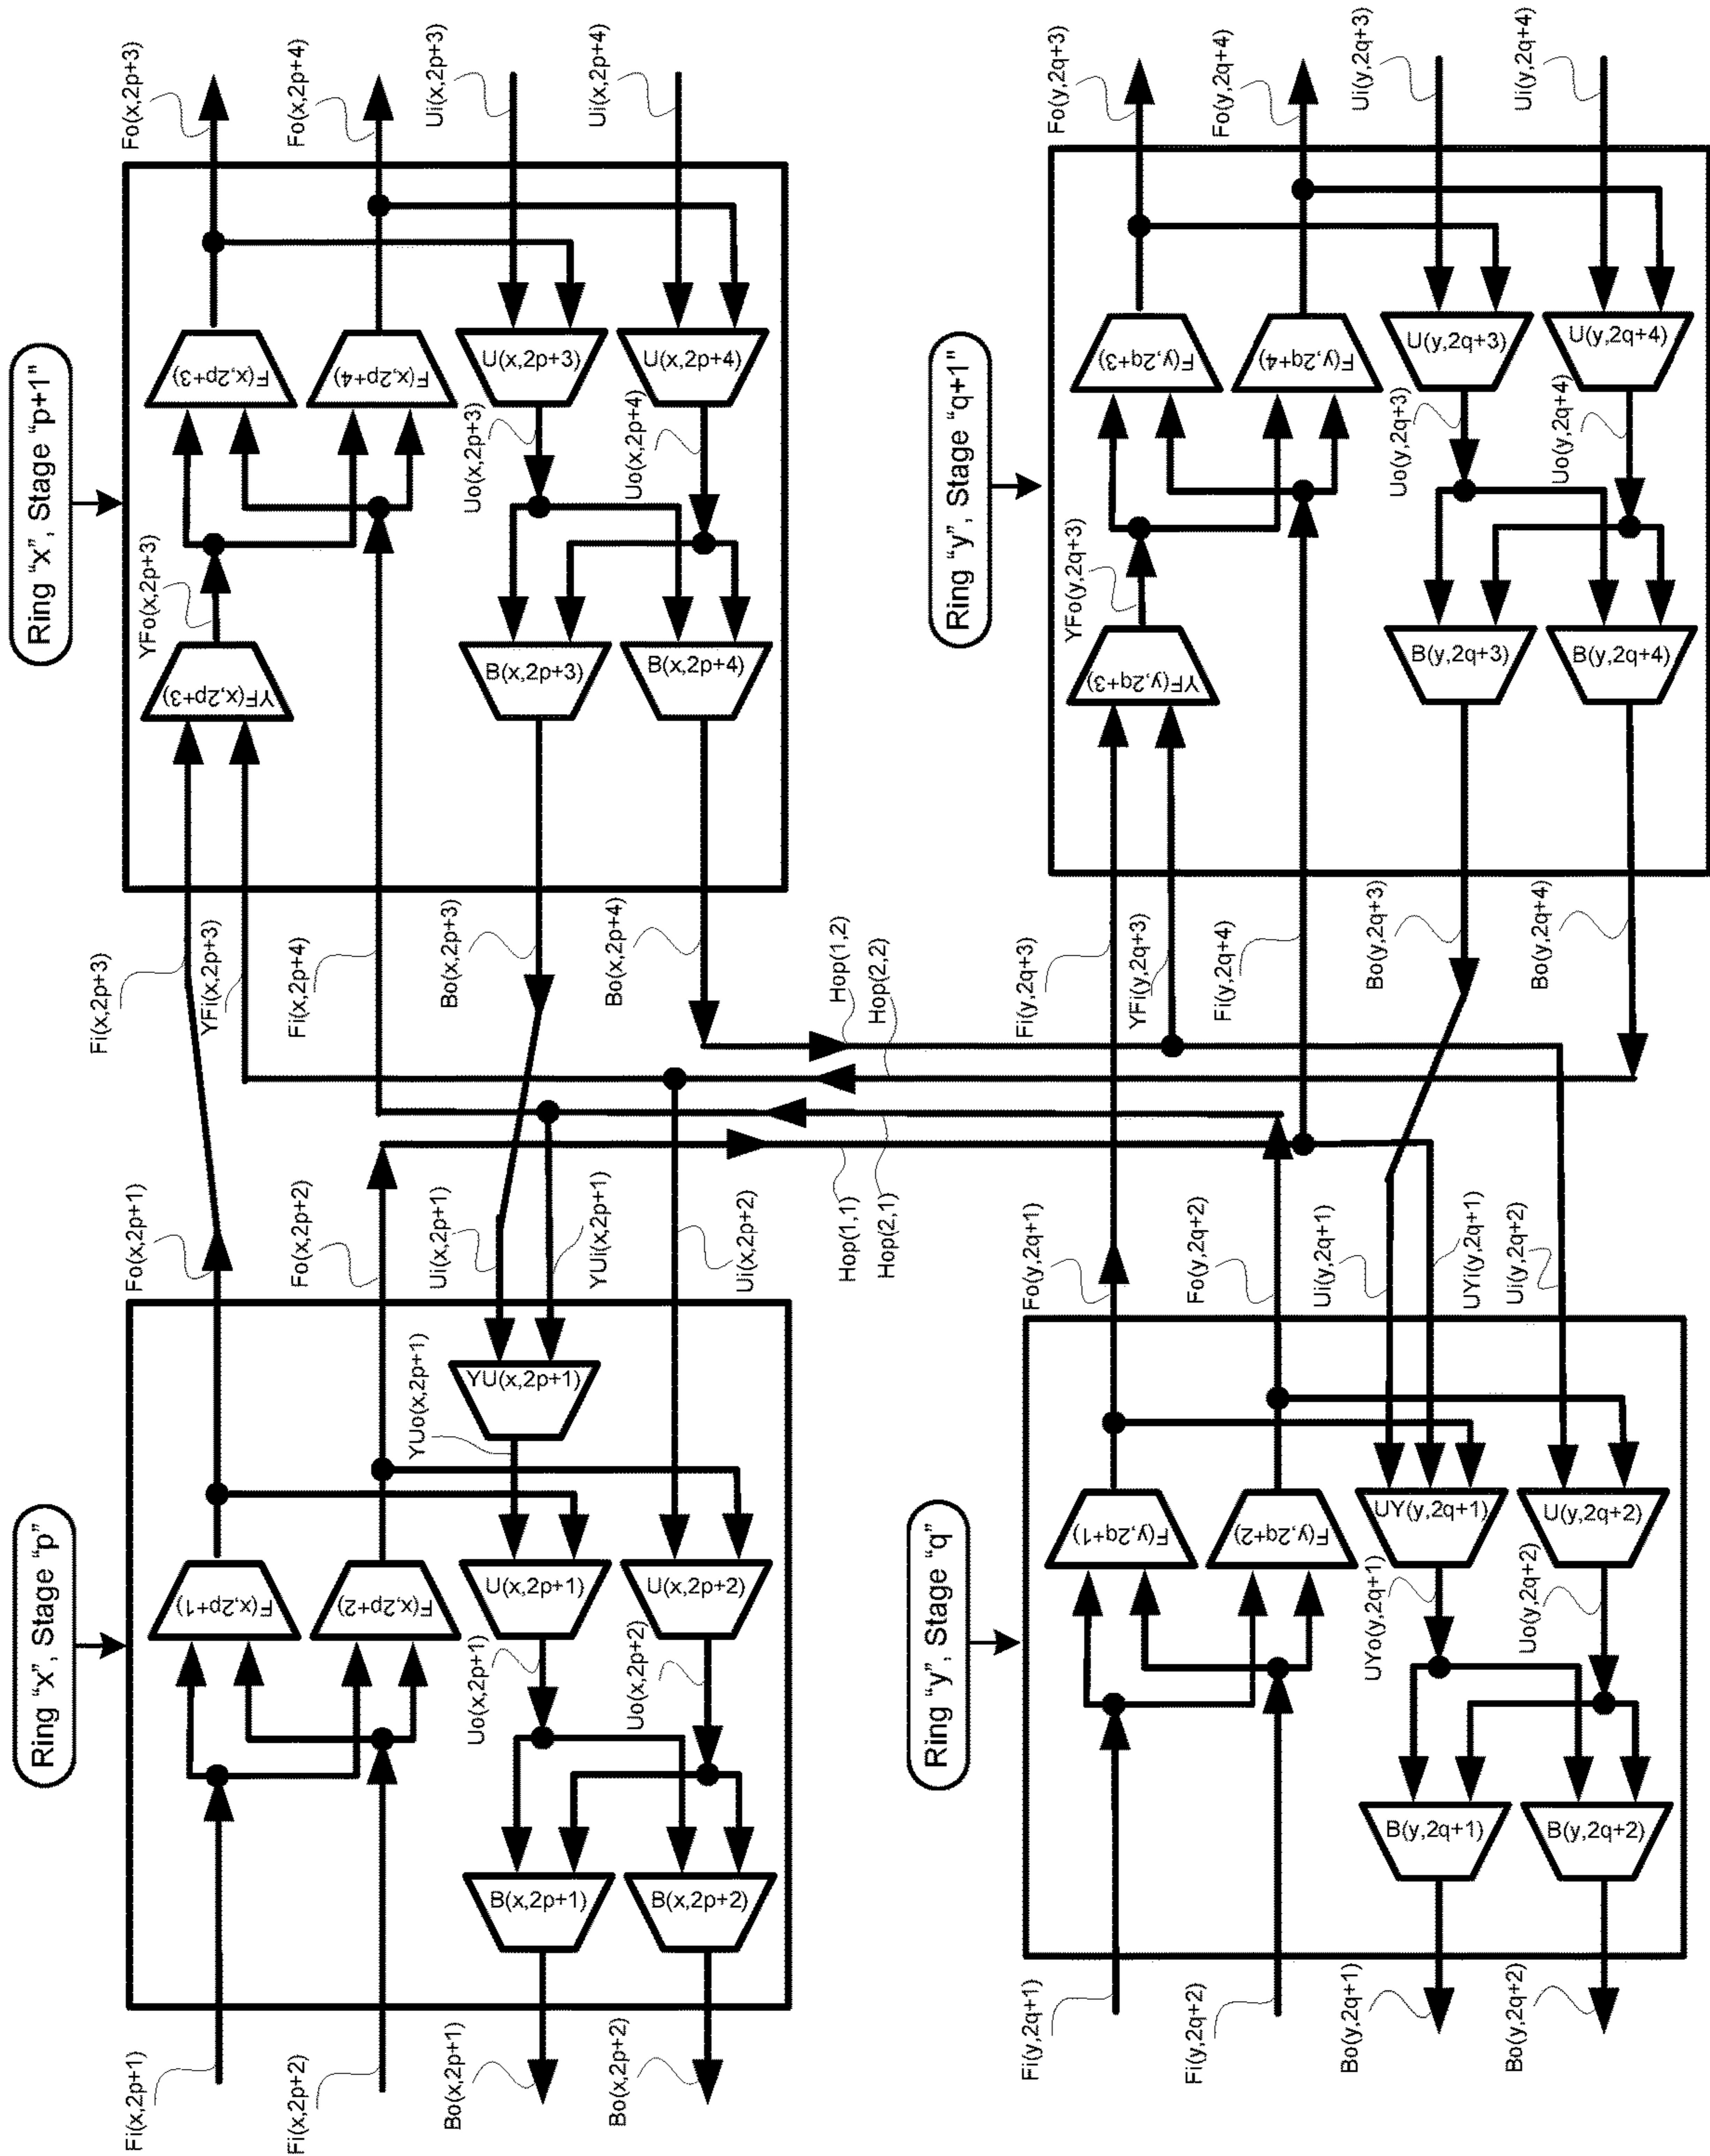 Ring "x", Stage "p"
Fi(x,2p+1)
Fi(x,2p+2)
Bo(x,2p+1)
Bo(x,2p+2)
F(x,2p+1)
F(x,2p+2)
U(x,2p+1)
U(x,2p+2)
Uo(x,2p+1)
Uo(x,2p+2)
B(x,2p+1)
B(x,2p+2)
YU(x,2p+1)
YUo(x,2p+1)
Fo(x,2p+1)
Fo(x,2p+2)
Ui(x,2p+1)
YUi(x,2p+1)
Ui(x,2p+2)
Ring "x", Stage "p+1"
Fi(x,2p+3)
YFi(x,2p+3)
Fi(x,2p+4)
Bo(x,2p+3)
Bo(x,2p+4)
YF(x,2p+3)
YFo(x,2p+3)
F(x,2p+3)
F(x,2p+4)
U(x,2p+3)
U(x,2p+4)
Uo(x,2p+3)
Uo(x,2p+4)
B(x,2p+3)
B(x,2p+4)
Fo(x,2p+3)
Fo(x,2p+4)
Ui(x,2p+3)
Ui(x,2p+4)
Hop(1,1)
Hop(2,1)
Hop(1,2)
Hop(2,2)
Ring "y", Stage "q"
Fi(y,2q+1)
Fi(y,2q+2)
Bo(y,2q+1)
Bo(y,2q+2)
F(y,2q+1)
F(y,2q+2)
UY(y,2q+1)
U(y,2q+2)
UYo(y,2q+1)
Uo(y,2q+2)
B(y,2q+1)
B(y,2q+2)
Fo(y,2q+1)
Fo(y,2q+2)
Ui(y,2q+1)
UYi(y,2q+1)
Ui(y,2q+2)
Ring "y", Stage "q+1"
Fi(y,2q+3)
YFi(y,2q+3)
Fi(y,2q+4)
Bo(y,2q+3)
Bo(y,2q+4)
YF(y,2q+3)
YFo(y,2q+3)
F(y,2q+3)
F(y,2q+4)
U(y,2q+3)
U(y,2q+4)
Uo(y,2q+3)
Uo(y,2q+4)
B(y,2q+3)
B(y,2q+4)
Fo(y,2q+3)
Fo(y,2q+4)
Ui(y,2q+3)
Ui(y,2q+4)